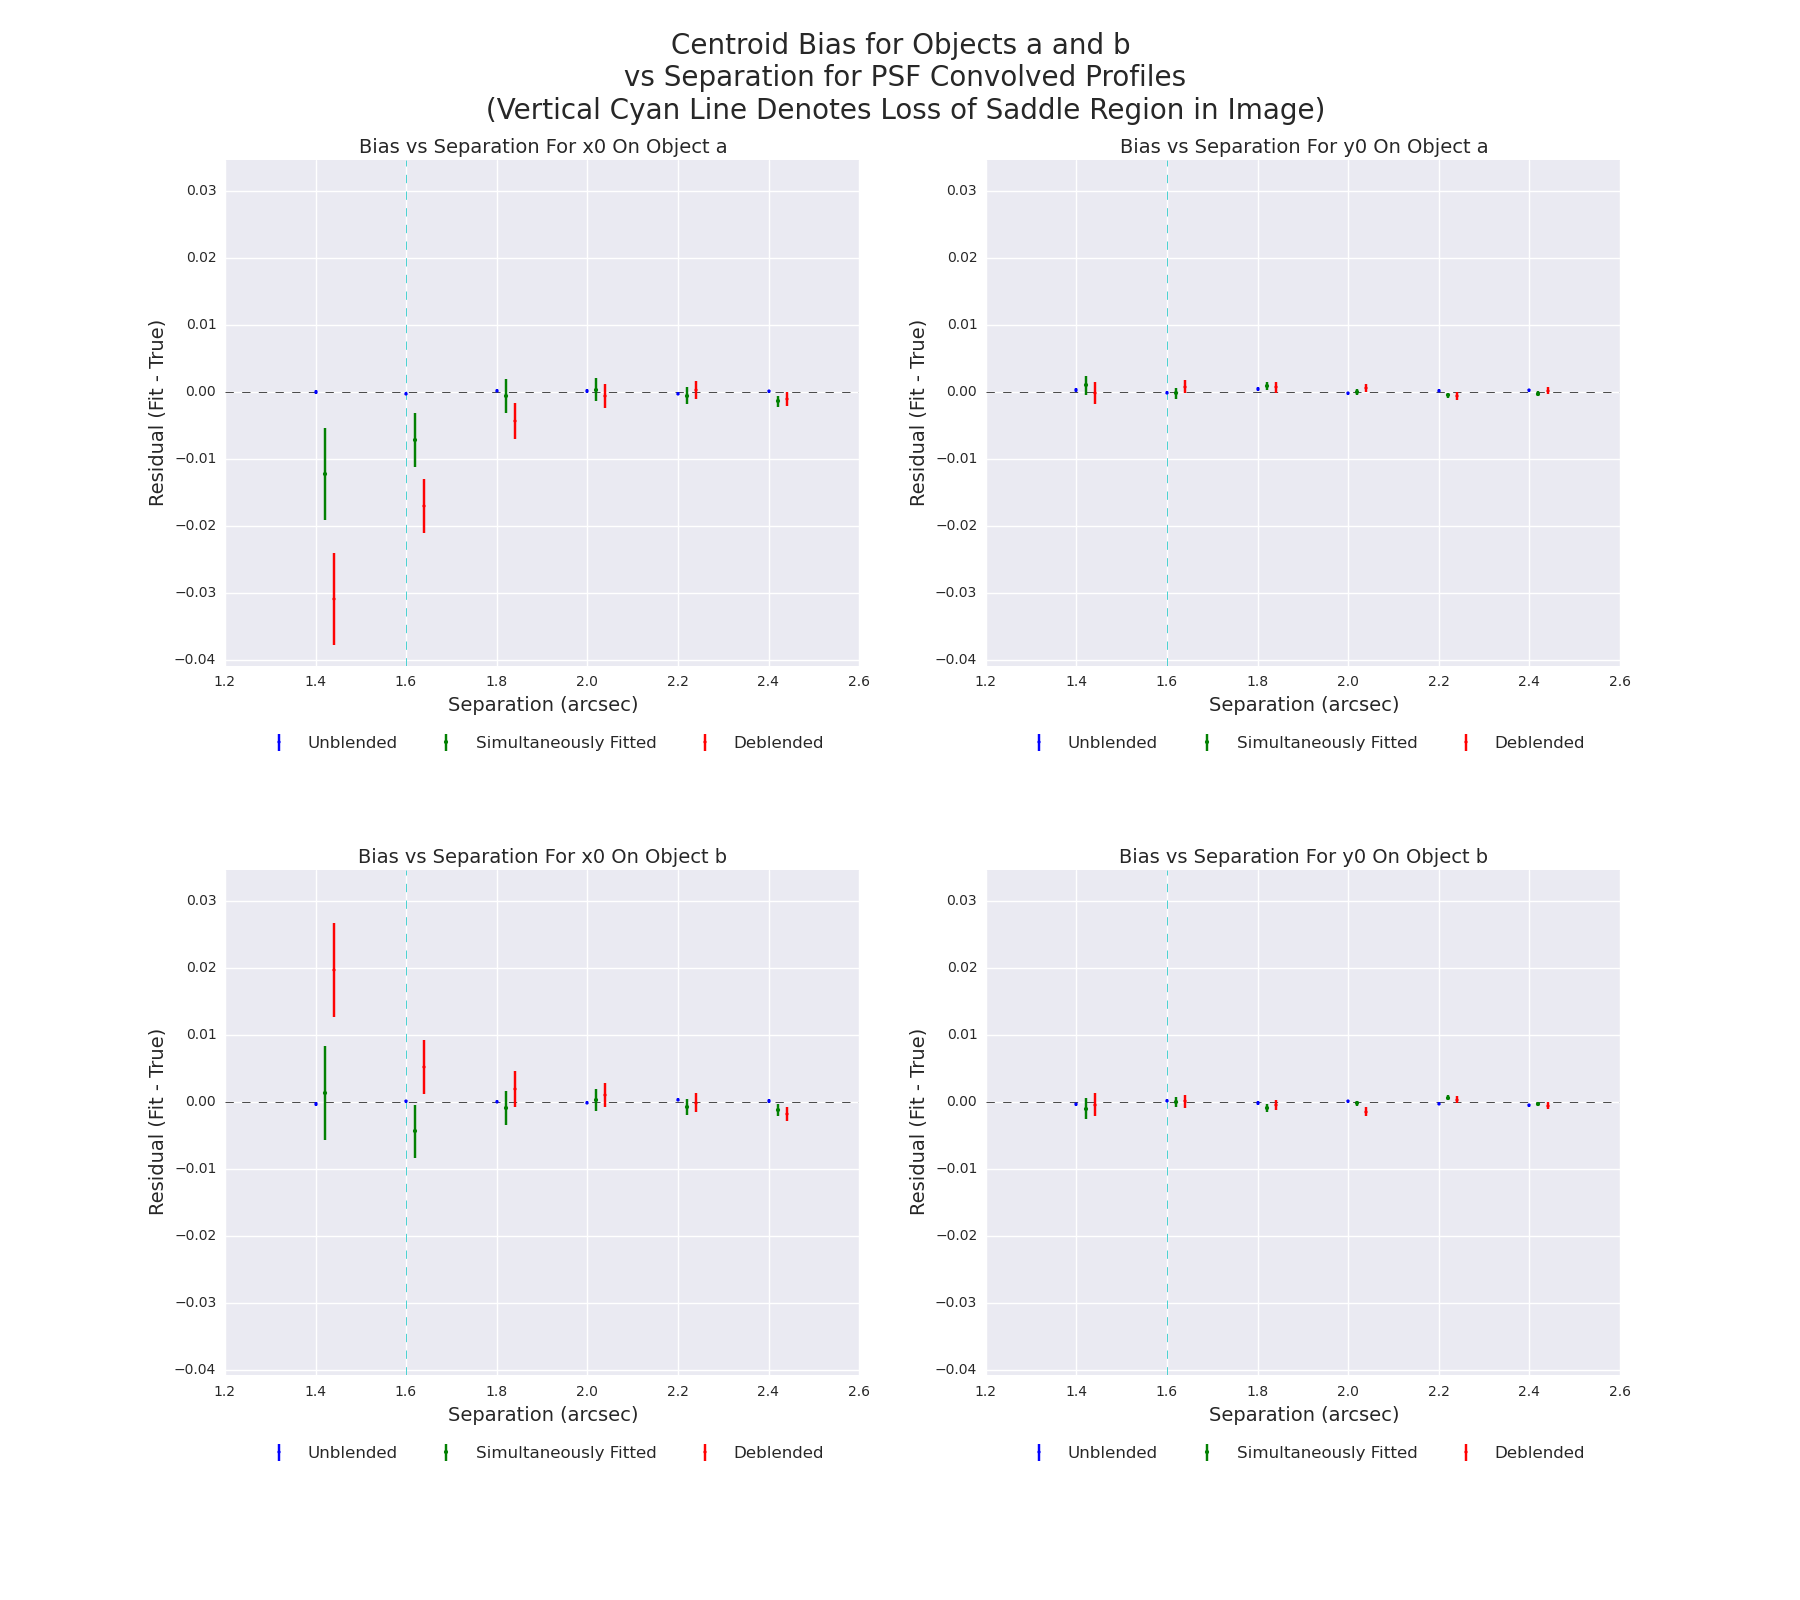 Centroid Bias for Objects a and b
vs Separation for PSF Convolved Profiles
(Vertical Cyan Line Denotes Loss of Saddle Region in Image)
Bias vs Separation For x0 On Object a
0.03
0.02
0.01
0.00
−0.01
−0.02
−0.03
−0.04
Residual (Fit - True)
1.2 1.4 1.6 1.8 2.0 2.2 2.4 2.6
Separation (arcsec)
Unblended Simultaneously Fitted Deblended
Bias vs Separation For y0 On Object a
0.03
0.02
0.01
0.00
−0.01
−0.02
−0.03
−0.04
Residual (Fit - True)
1.2 1.4 1.6 1.8 2.0 2.2 2.4 2.6
Separation (arcsec)
Unblended Simultaneously Fitted Deblended
Bias vs Separation For x0 On Object b
0.03
0.02
0.01
0.00
−0.01
−0.02
−0.03
−0.04
Residual (Fit - True)
1.2 1.4 1.6 1.8 2.0 2.2 2.4 2.6
Separation (arcsec)
Unblended Simultaneously Fitted Deblended
Bias vs Separation For y0 On Object b
0.03
0.02
0.01
0.00
−0.01
−0.02
−0.03
−0.04
Residual (Fit - True)
1.2 1.4 1.6 1.8 2.0 2.2 2.4 2.6
Separation (arcsec)
Unblended Simultaneously Fitted Deblended